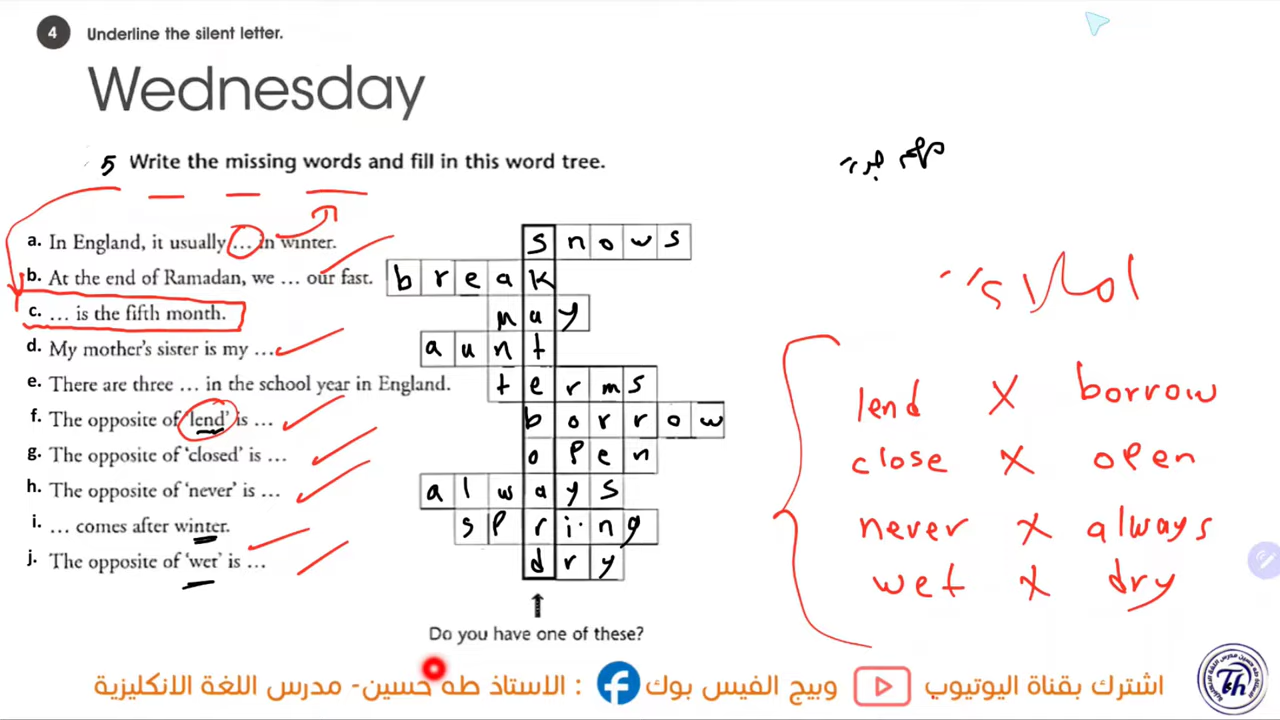 4 Underline the silent letter.
Wednesday
5 Write the missing words and fill in this word tree.
مهم جدا
a. In England, it usually ... in winter.
b. At the end of Ramadan, we ... our fast.
c. ... is the fifth month.
d. My mother's sister is my ...
e. There are three ... in the school year in England.
f. The opposite of 'lend' is ...
g. The opposite of 'closed' is ...
h. The opposite of 'never' is ...
i. ... comes after winter.
j. The opposite of 'wet' is ...
snows
break
may
aunt
terms
borrow
open
always
spring
dry
Do you have one of these?
املاء
lend X borrow
close X open
never X always
wet X dry
اشترك بقناة اليوتيوب وبيج الفيس بوك : الاستاذ طه حسين- مدرس اللغة الانكليزية
Th